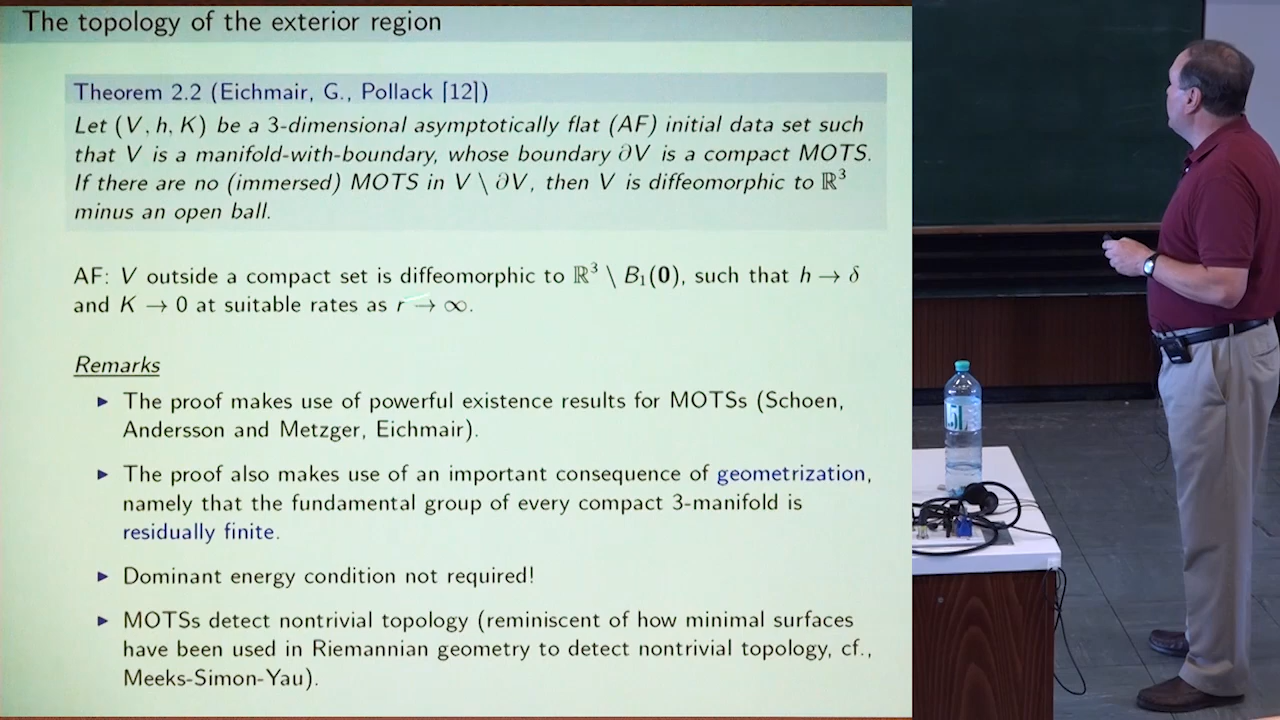 The topology of the exterior region
Theorem 2.2 (Eichmair, G., Pollack [12])
Let (V, h, K) be a 3-dimensional asymptotically flat (AF) initial data set such
that V is a manifold-with-boundary, whose boundary ∂V is a compact MOTS.
If there are no (immersed) MOTS in V \ ∂V, then V is diffeomorphic to ℝ³
minus an open ball.
AF: V outside a compact set is diffeomorphic to ℝ³ \ B₁(0), such that h → δ
and K → 0 at suitable rates as r → ∞.
Remarks
▶ The proof makes use of powerful existence results for MOTSs (Schoen,
Andersson and Metzger, Eichmair).
▶ The proof also makes use of an important consequence of geometrization,
namely that the fundamental group of every compact 3-manifold is
residually finite.
▶ Dominant energy condition not required!
▶ MOTSs detect nontrivial topology (reminiscent of how minimal surfaces
have been used in Riemannian geometry to detect nontrivial topology, cf.,
Meeks-Simon-Yau).